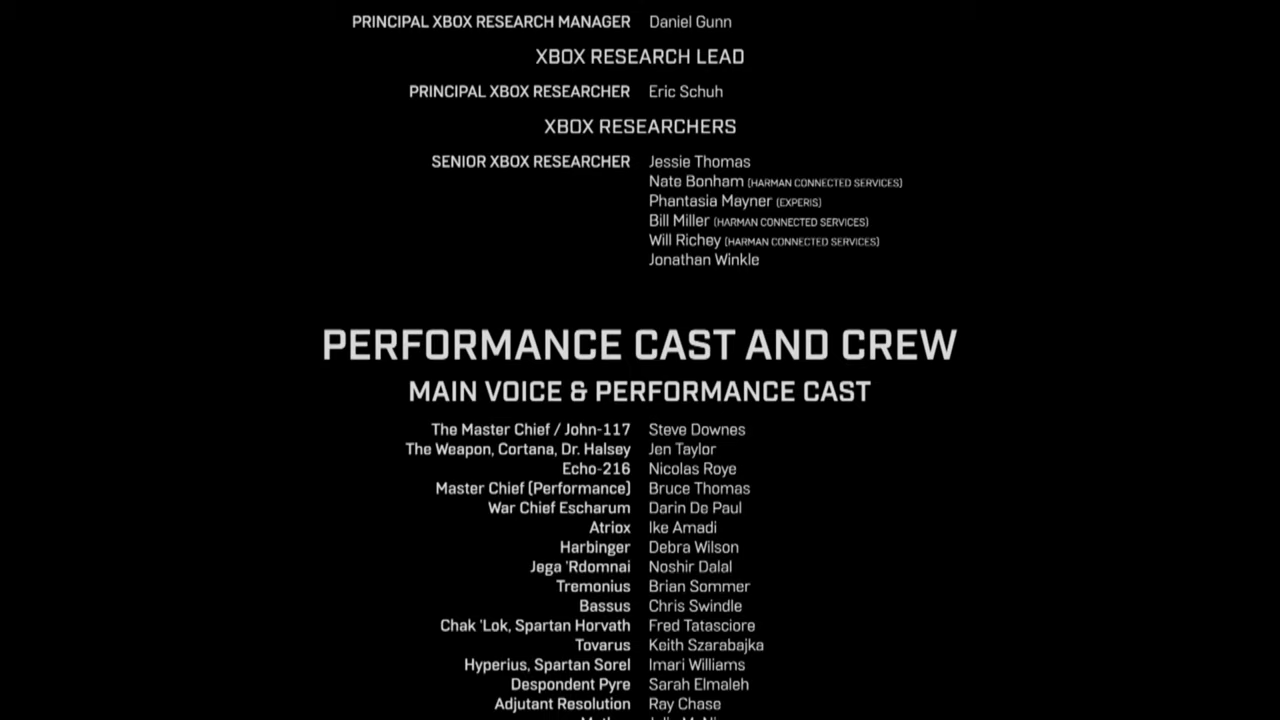 PRINCIPAL XBOX RESEARCH MANAGER Daniel Gunn
XBOX RESEARCH LEAD
PRINCIPAL XBOX RESEARCHER Eric Schuh
XBOX RESEARCHERS
SENIOR XBOX RESEARCHER Jessie Thomas
Nate Bonham (HARMAN CONNECTED SERVICES)
Phantasia Mayner (EXPERIS)
Bill Miller (HARMAN CONNECTED SERVICES)
Will Richey (HARMAN CONNECTED SERVICES)
Jonathan Winkle
PERFORMANCE CAST AND CREW
MAIN VOICE & PERFORMANCE CAST
The Master Chief / John-117 Steve Downes
The Weapon, Cortana, Dr. Halsey Jen Taylor
Echo-216 Nicolas Roye
Master Chief (Performance) Bruce Thomas
War Chief Escharum Darin De Paul
Atriox Ike Amadi
Harbinger Debra Wilson
Jega 'Rdomnai Noshir Dalal
Tremonius Brian Sommer
Bassus Chris Swindle
Chak 'Lok, Spartan Horvath Fred Tatasciore
Tovarus Keith Szarabajka
Hyperius, Spartan Sorel Imari Williams
Despondent Pyre Sarah Elmaleh
Adjutant Resolution Ray Chase